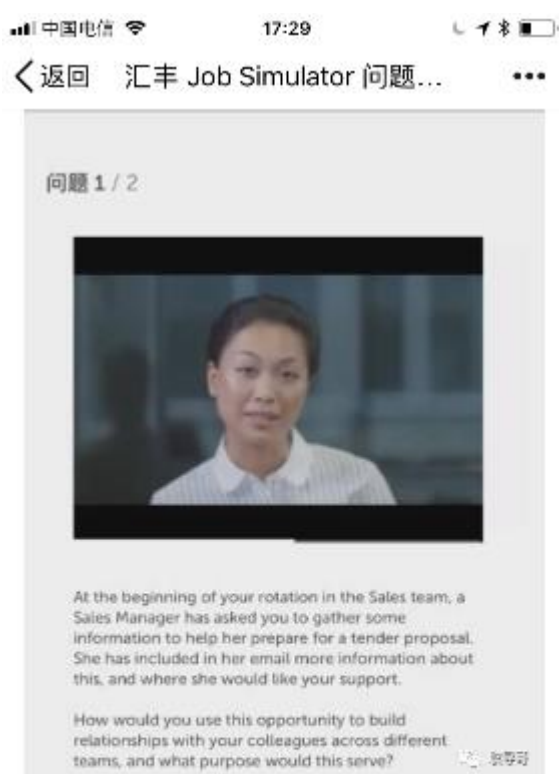 中国电信
17:29
返回 汇丰 Job Simulator 问题...
问题 1 / 2
At the beginning of your rotation in the Sales team, a
Sales Manager has asked you to gather some
information to help her prepare for a tender proposal.
She has included in her email more information about
this, and where she would like your support.
How would you use this opportunity to build
relationships with your colleagues across different
teams, and what purpose would this serve?